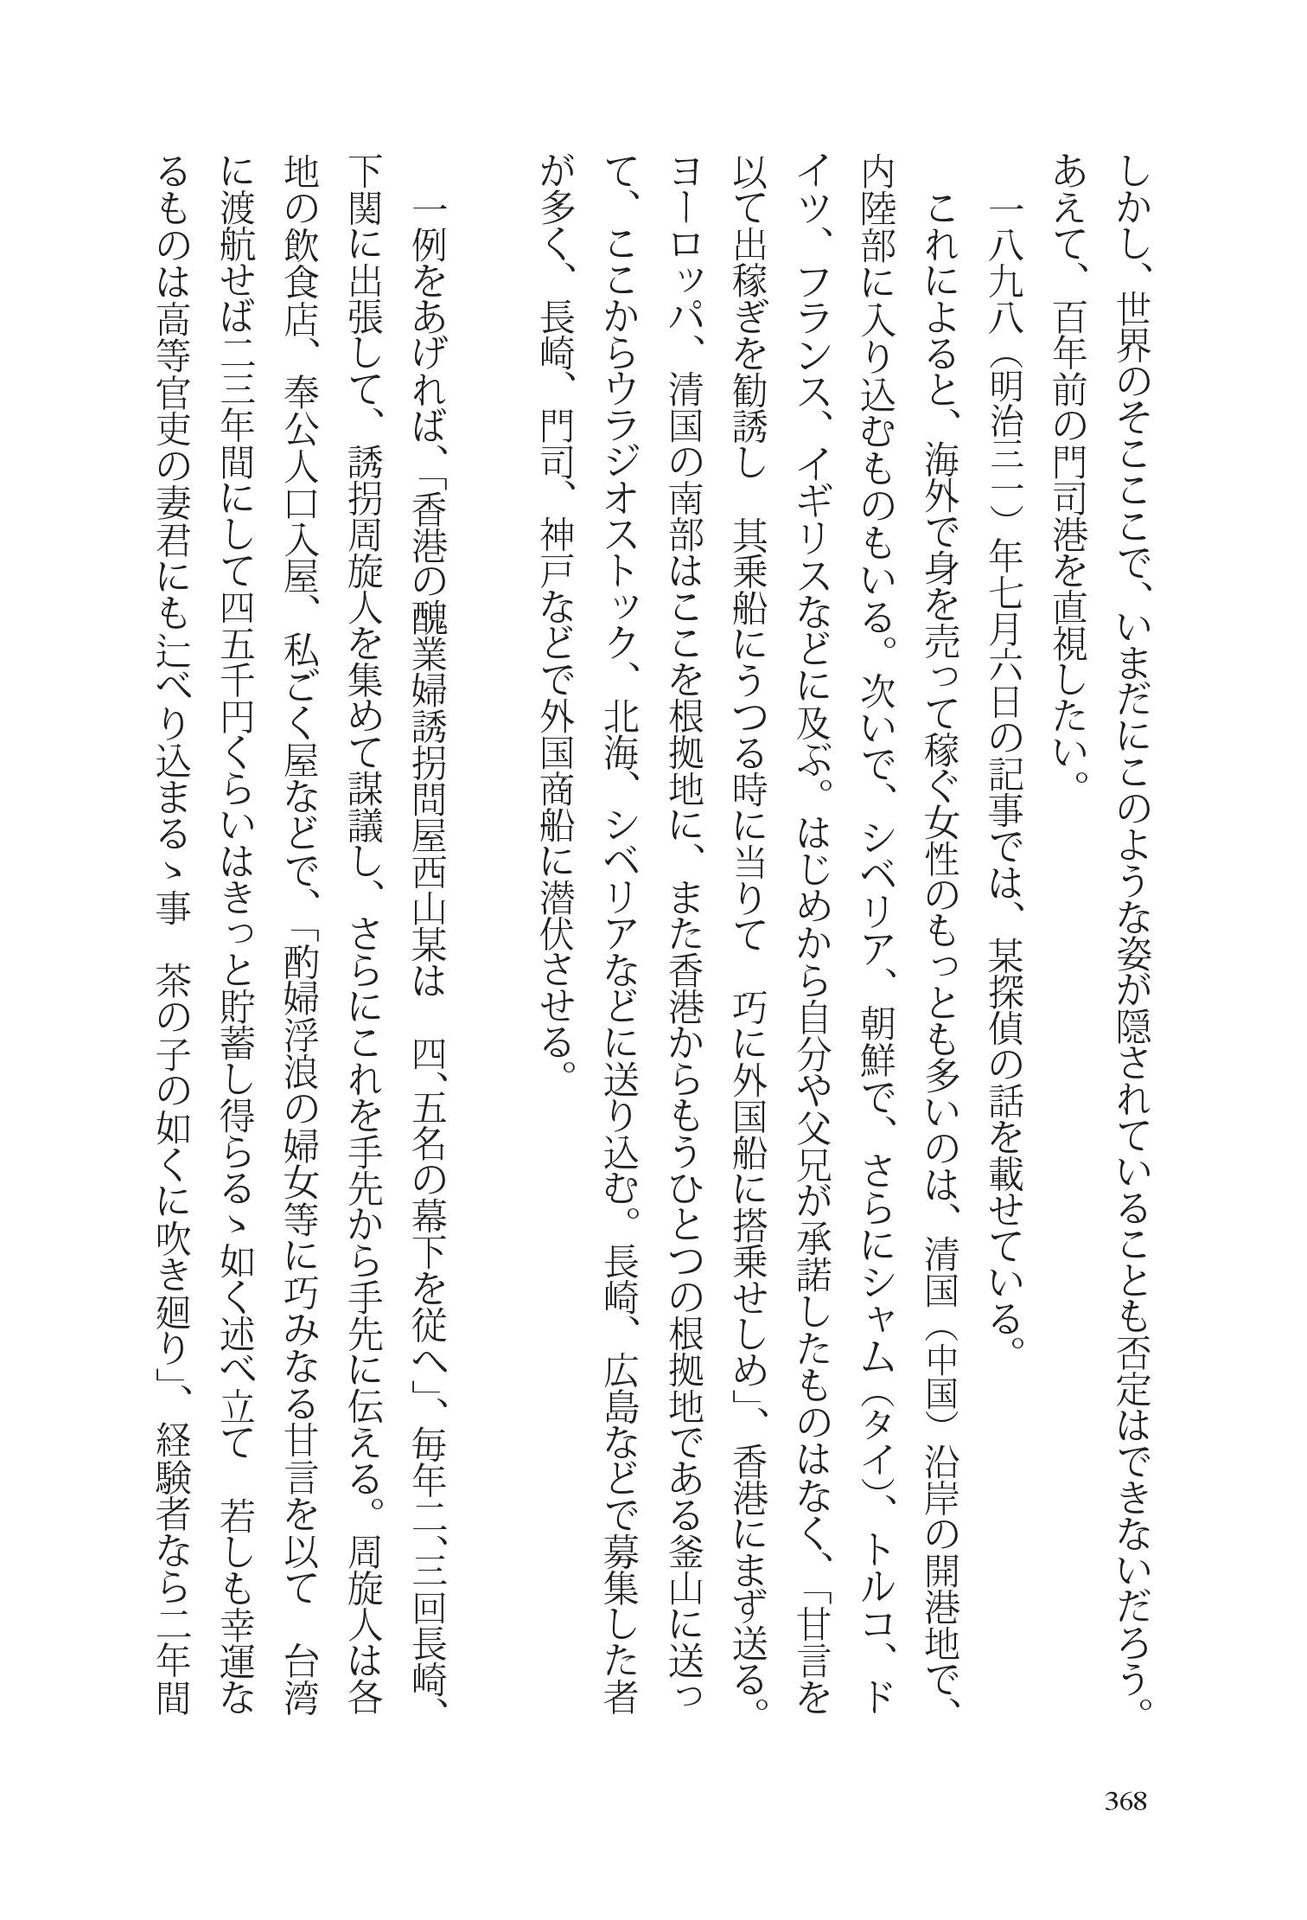 しかし、世界のそこここで、いまだにこのような姿が隠されていることも否定はできないだろう。
あえて、百年前の門司港を直視したい。
　一八九八（明治三一）年七月六日の記事では、某探偵の話を載せている。
　これによると、海外で身を売って稼ぐ女性のもっとも多いのは、清国（中国）沿岸の開港地で、
内陸部に入り込むものもいる。次いで、シベリア、朝鮮で、さらにシャム（タイ）、トルコ、ド
イツ、フランス、イギリスなどに及ぶ。はじめから自分や父兄が承諾したものはなく、「甘言を
以て出稼ぎを勧誘し　其乗船にうつる時に当りて　巧に外国船に搭乗せしめ」、香港にまず送る。
ヨーロッパ、清国の南部はここを根拠地に、また香港からもうひとつの根拠地である釜山に送っ
て、ここからウラジオストック、北海、シベリアなどに送り込む。長崎、広島などで募集した者
が多く、長崎、門司、神戸などで外国商船に潜伏させる。
　一例をあげれば、「香港の醜業婦誘拐問屋西山某は　四、五名の幕下を従へ」、毎年二、三回長崎、
下関に出張して、誘拐周旋人を集めて謀議し、さらにこれを手先から手先に伝える。周旋人は各
地の飲食店、奉公人口入屋、私ごく屋などで、「酌婦浮浪の婦女等に巧みなる甘言を以て　台湾
に渡航せば二三年間にして四五千円くらいはきっと貯蓄し得らるゝ如く述べ立て　若しも幸運な
るものは高等官吏の妻君にも辷べり込まるゝ事　茶の子の如くに吹き廻り」、経験者なら二年間
368